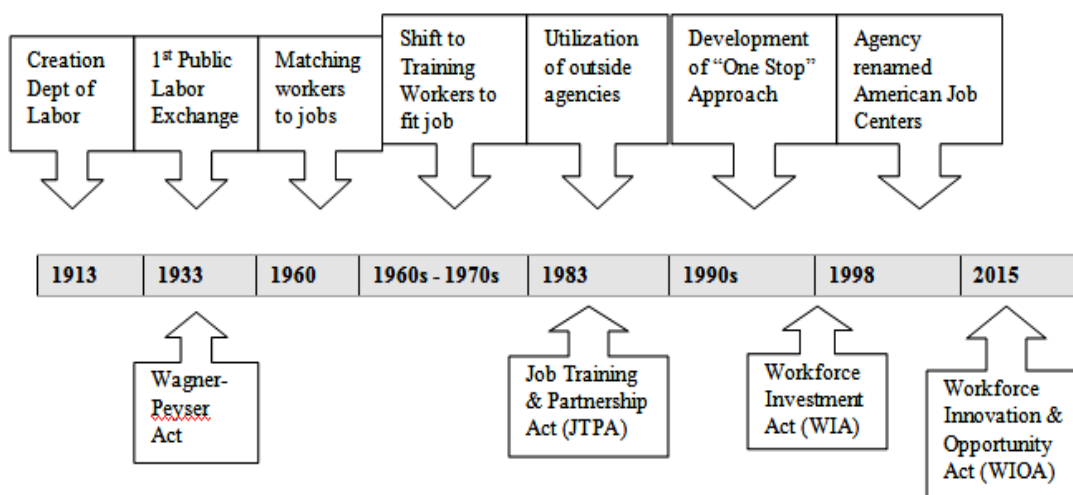 Creation
Dept of
Labor
1st Public
Labor
Exchange
Matching
workers
to jobs
Shift to
Training
Workers to
fit job
Utilization
of outside
agencies
Development
of “One Stop”
Approach
Agency
renamed
American Job
Centers
1913
1933
1960
1960s - 1970s
1983
1990s
1998
2015
Wagner-
Peyser
Act
Job Training
& Partnership
Act (JTPA)
Workforce
Investment
Act (WIA)
Workforce
Innovation &
Opportunity
Act (WIOA)